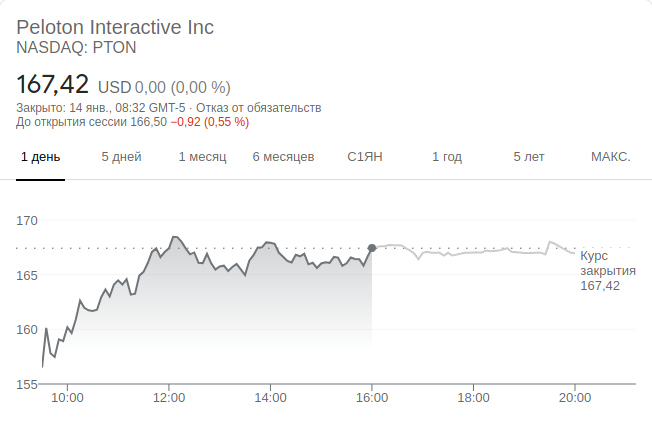 Peloton Interactive Inc
NASDAQ: PTON
167,42 USD 0,00 (0,00 %)
Закрыто: 14 янв., 08:32 GMT-5 · Отказ от обязательств
До открытия сессии 166,50 −0,92 (0,55 %)
1 день 5 дней 1 месяц 6 месяцев С1ЯН 1 год 5 лет МАКС.
170
165
160
155
Курс
закрытия
167,42
10:00 12:00 14:00 16:00 18:00 20:00